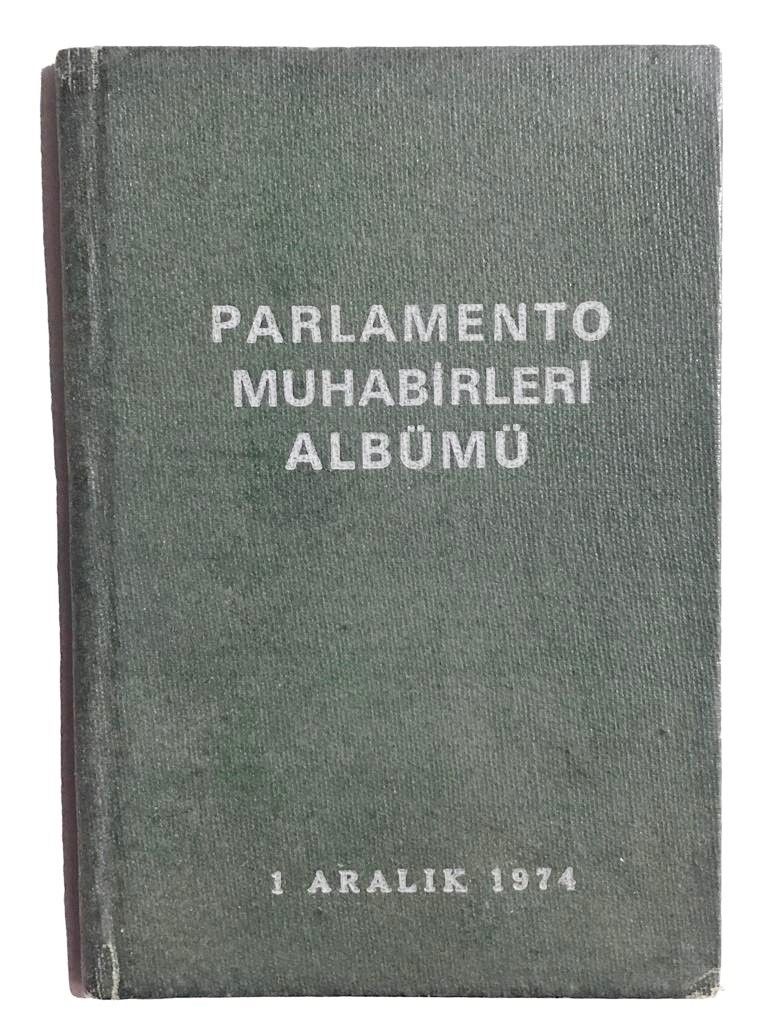 PARLAMENTO
MUHABİRLERİ
ALBÜMÜ
1 ARALIK 1974